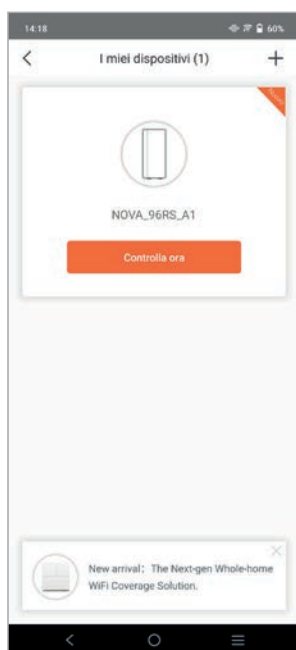 14:18
60%
I miei dispositivi (1)
Nuovo
NOVA_96RS_A1
Controlla ora
New arrival: The Next-gen Whole-home
WiFi Coverage Solution.